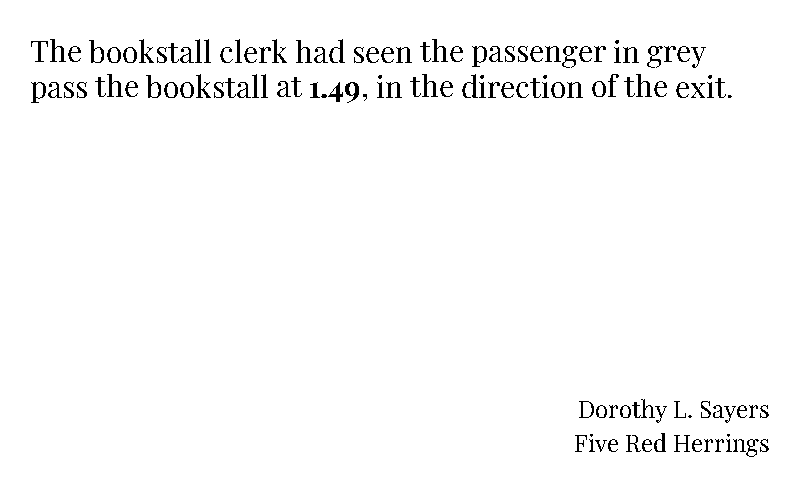 The bookstall clerk had seen the passenger in grey
pass the bookstall at 1.49, in the direction of the exit.
Dorothy L. Sayers
Five Red Herrings